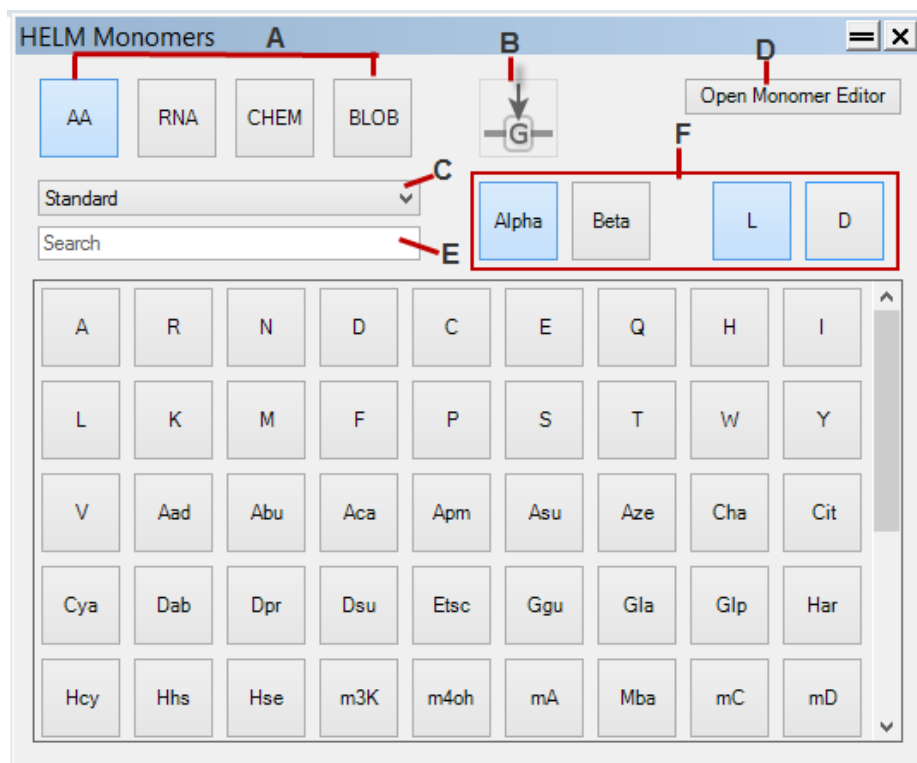 HELM Monomers A B D
AA RNA CHEM BLOB G Open Monomer Editor
F
C
Standard Alpha Beta L D
Search E
A R N D C E Q H I
L K M F P S T W Y
V Aad Abu Aca Apm Asu Aze Cha Cit
Cya Dab Dpr Dsu Etsc Ggu Gla Glp Har
Hcy Hhs Hse m3K m4oh mA Mba mC mD